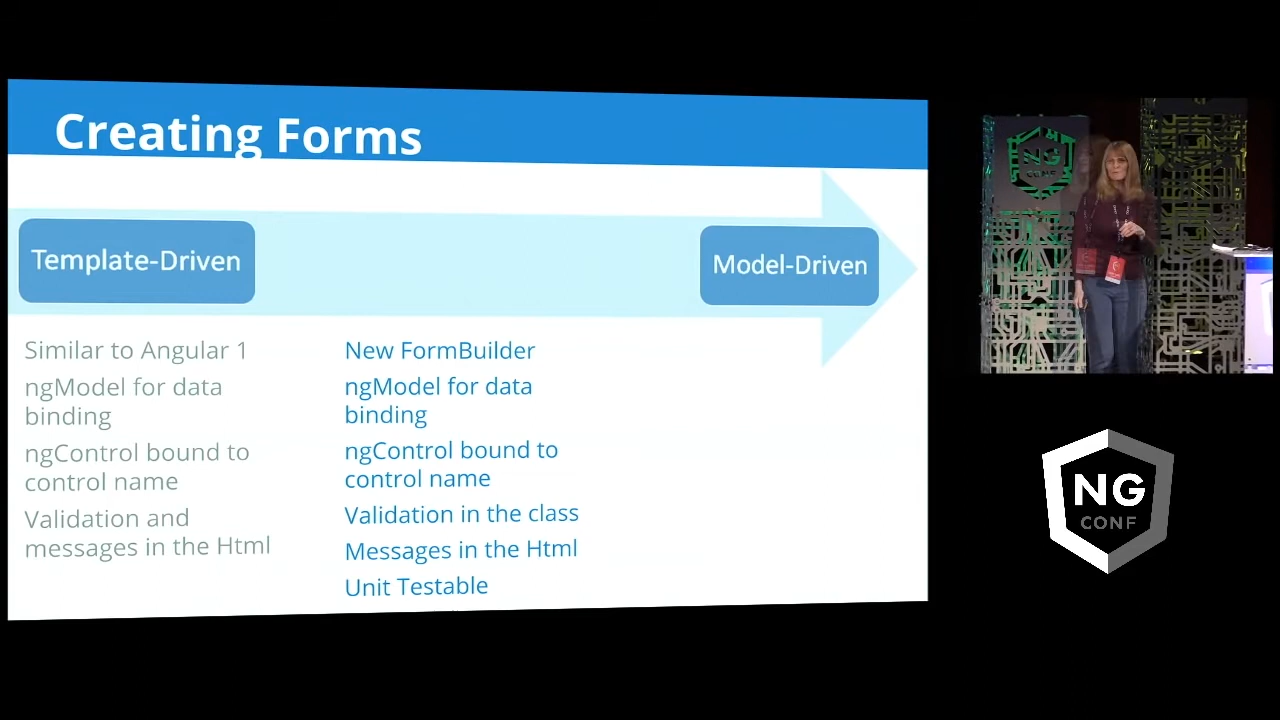 Creating Forms
Template-Driven
Model-Driven
Similar to Angular 1
ngModel for data
binding
ngControl bound to
control name
Validation and
messages in the Html
New FormBuilder
ngModel for data
binding
ngControl bound to
control name
Validation in the class
Messages in the Html
Unit Testable
NG
CONF
NG
CONF